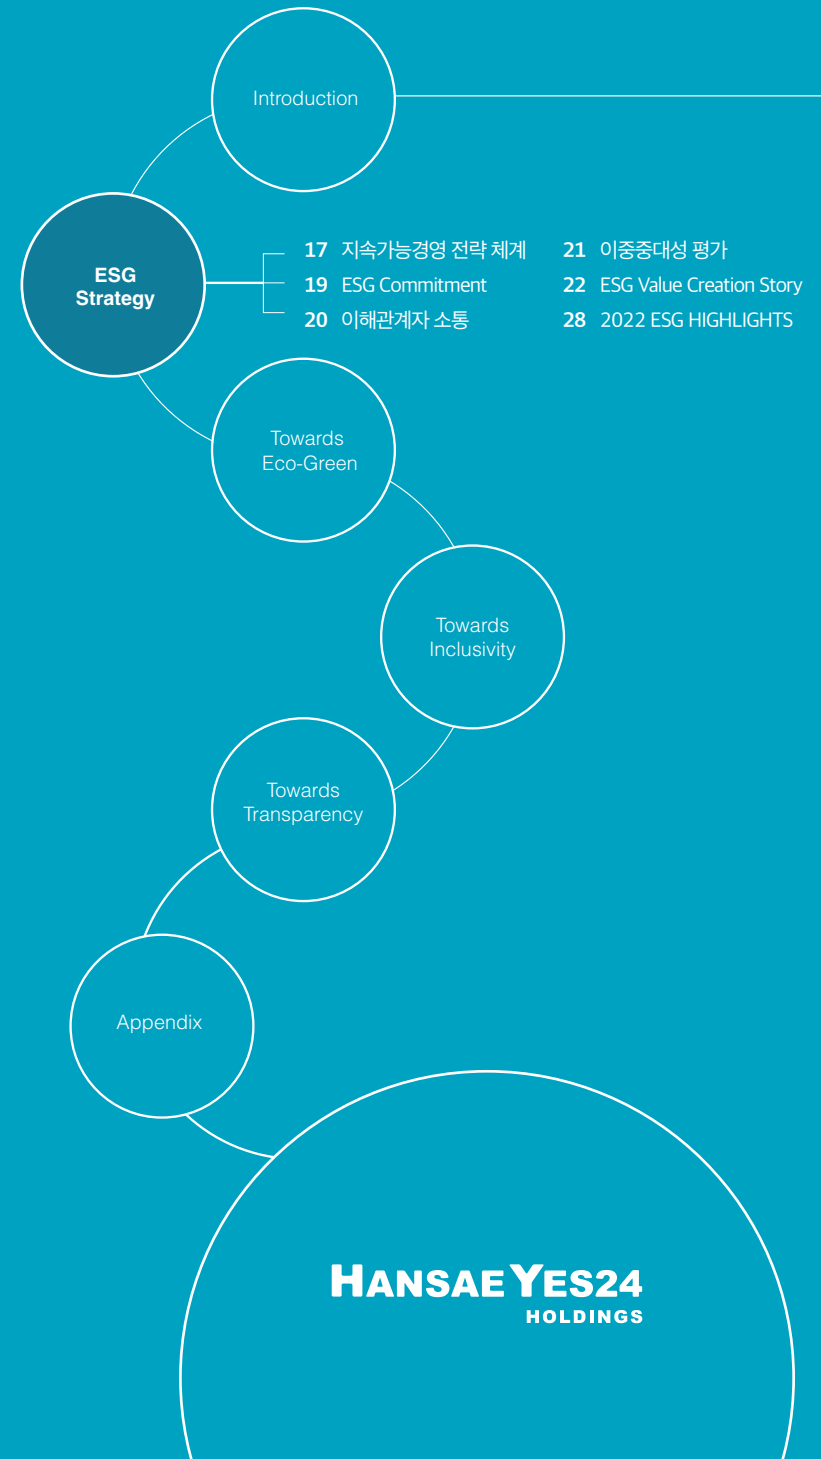 Introduction
ESG
Strategy
17 지속가능경영 전략 체계
19 ESG Commitment
20 이해관계자 소통
21 이중중대성 평가
22 ESG Value Creation Story
28 2022 ESG HIGHLIGHTS
Towards
Eco-Green
Towards
Inclusivity
Towards
Transparency
Appendix
HANSAE YES24
HOLDINGS